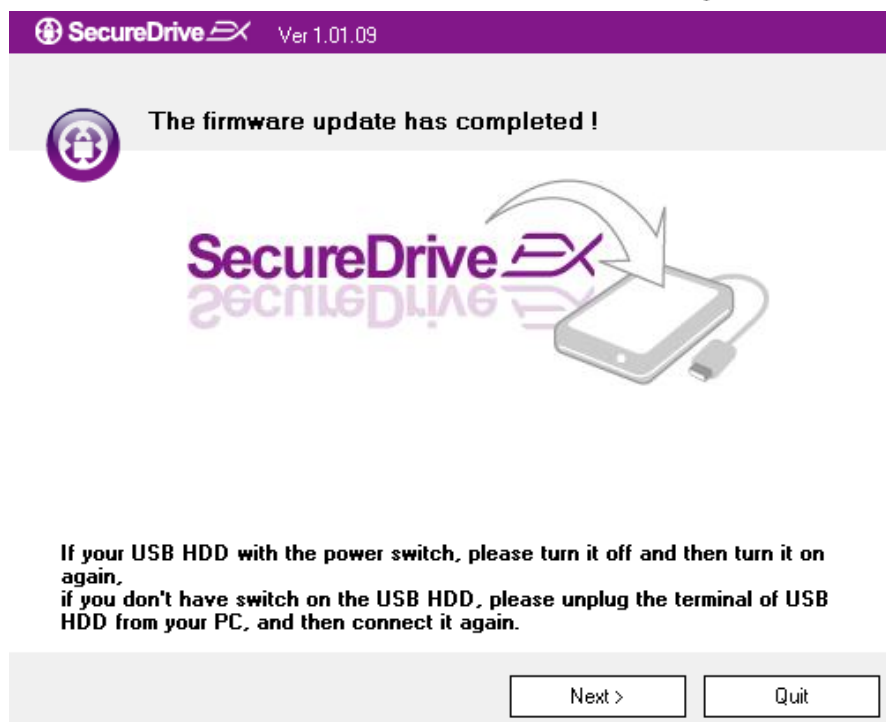 SecureDrive EX Ver 1.01.09
The firmware update has completed !
SecureDrive EX
If your USB HDD with the power switch, please turn it off and then turn it on
again,
if you don't have switch on the USB HDD, please unplug the terminal of USB
HDD from your PC, and then connect it again.
Next >
Quit